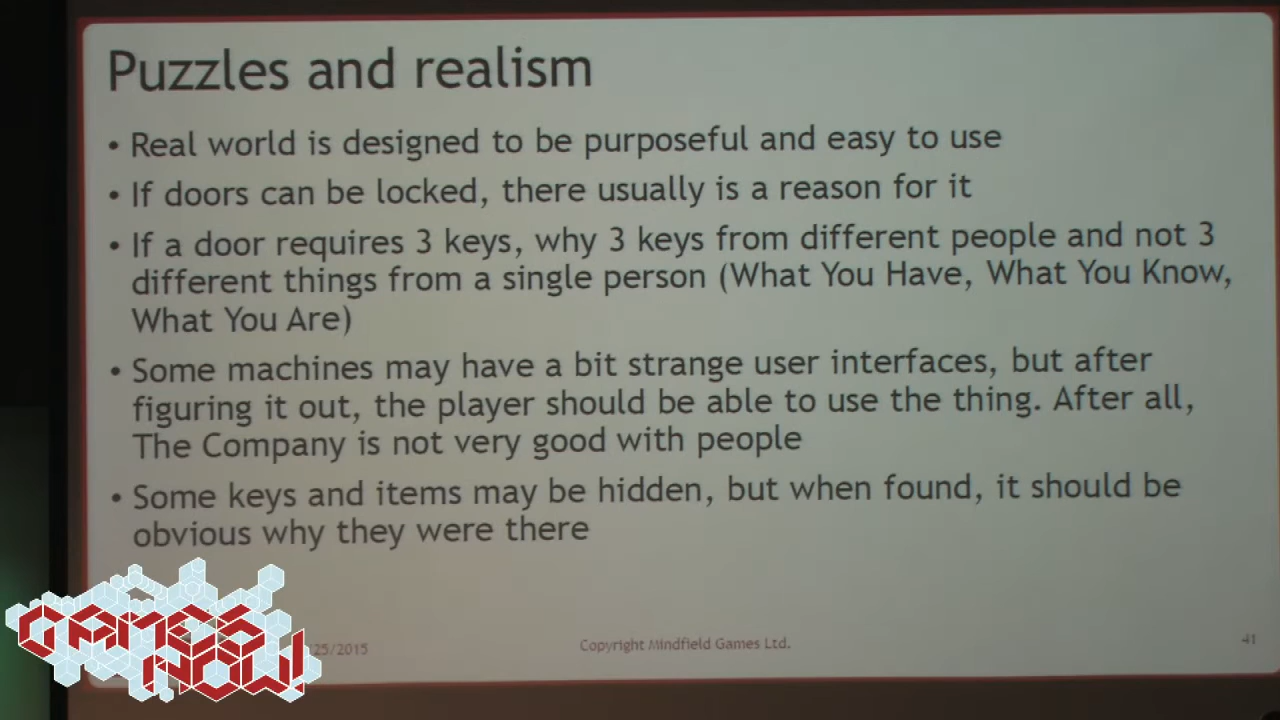 Puzzles and realism
• Real world is designed to be purposeful and easy to use
• If doors can be locked, there usually is a reason for it
• If a door requires 3 keys, why 3 keys from different people and not 3
different things from a single person (What You Have, What You Know,
What You Are)
• Some machines may have a bit strange user interfaces, but after
figuring it out, the player should be able to use the thing. After all,
The Company is not very good with people
• Some keys and items may be hidden, but when found, it should be
obvious why they were there
25/2015
Copyright Mindfield Games Ltd.
41
GAMES
NOW!